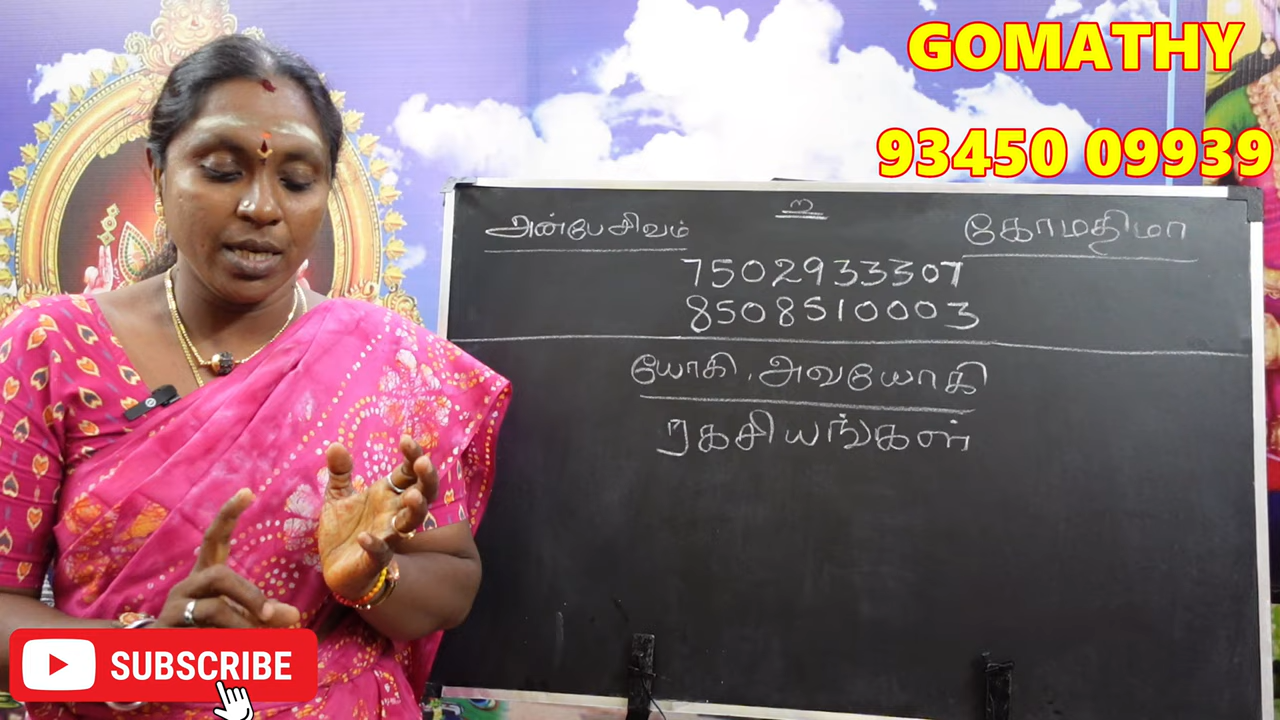 GOMATHY
93450 09939
உ
அன்பே சிவம்
கோமதிமா
7502933307
8508510003
யோகி, அவயோகி
ரகசியங்கள்
SUBSCRIBE